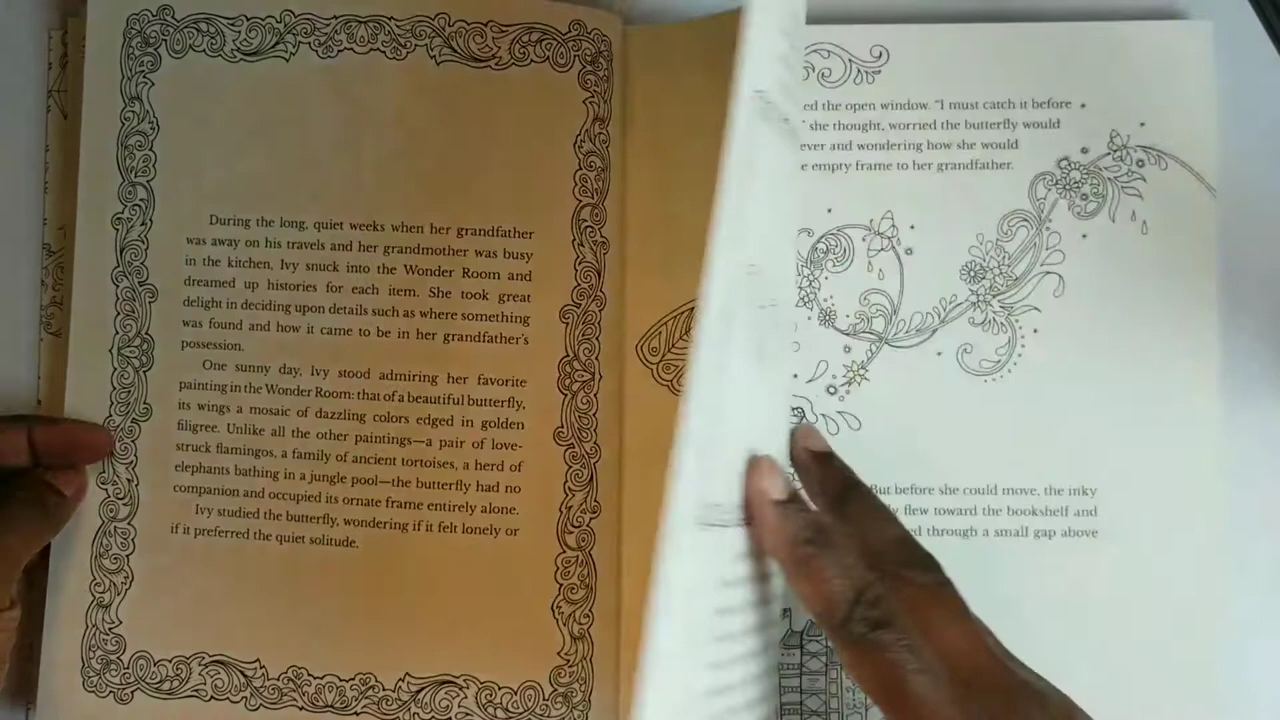 During the long, quiet weeks when her grandfather
was away on his travels and her grandmother was busy
in the kitchen, Ivy snuck into the Wonder Room and
dreamed up histories for each item. She took great
delight in deciding upon details such as where something
was found and how it came to be in her grandfather's
possession.
One sunny day, Ivy stood admiring her favorite
painting in the Wonder Room: that of a beautiful butterfly,
its wings a mosaic of dazzling colors edged in golden
filigree. Unlike all the other paintings—a pair of love-
struck flamingos, a family of ancient tortoises, a herd of
elephants bathing in a jungle pool—the butterfly had no
companion and occupied its ornate frame entirely alone.
Ivy studied the butterfly, wondering if it felt lonely or
if it preferred the quiet solitude.
ed the open window. "I must catch it before
" she thought, worried the butterfly would
ever and wondering how she would
e empty frame to her grandfather.
But before she could move, the inky
ly flew toward the bookshelf and
ed through a small gap above